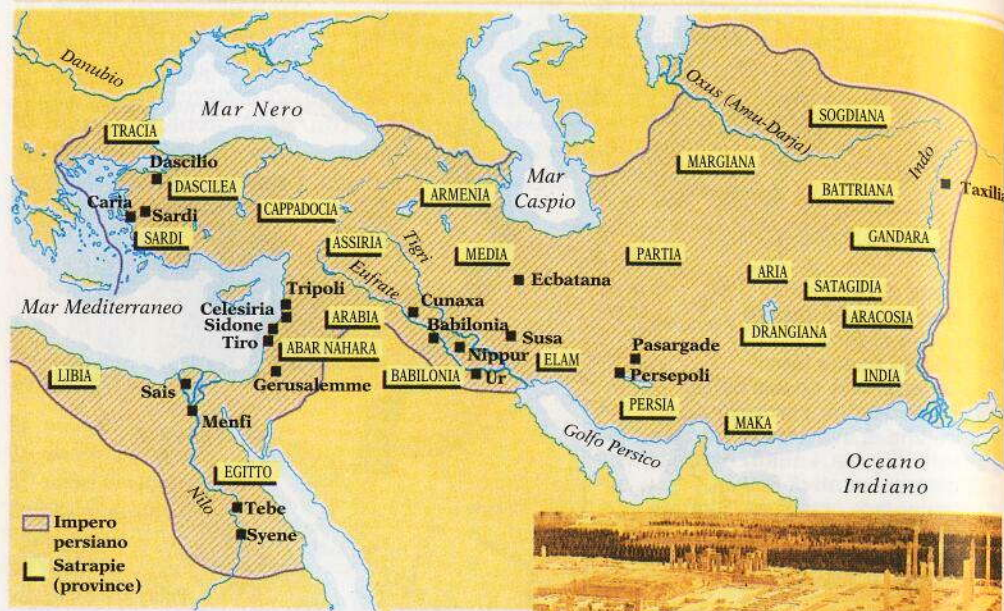 Danubio
Mar Nero
Oxus (Amu-Darja)
SOGDIANA
TRACIA
MARGIANA
Dascilio
DASCILEA
Mar
Caspio
Indo
BATTRIANA
Taxilia
Caria
Sardi
CAPPADOCIA
ARMENIA
SARDI
ASSIRIA
Tigri
MEDIA
PARTIA
GANDARA
Eufrate
Ecbatana
ARIA
SATAGIDIA
Mar Mediterraneo
Tripoli
Celesiria
Sidone
Tiro
Cunaxa
ARABIA
Babilonia
Susa
DRANGIANA
ARACOSIA
ABAR NAHARA
Nippur
ELAM
Pasargade
LIBIA
Sais
Gerusalemme
BABILONIA
Ur
Persepoli
INDIA
Menfi
PERSIA
MAKA
Golfo Persico
Oceano
Indiano
EGITTO
Nilo
Tebe
Syene
Impero
persiano
Satrapie
(province)